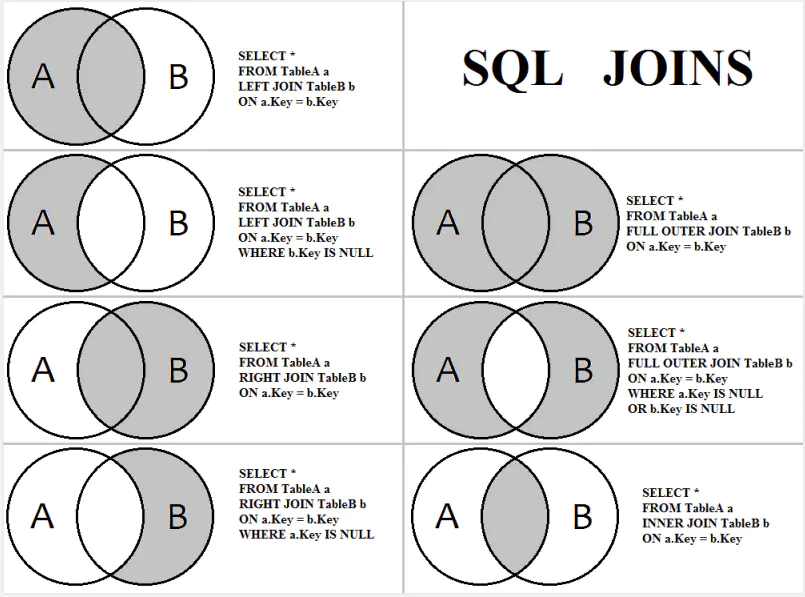 A
B
SELECT *
FROM TableA a
LEFT JOIN TableB b
ON a.Key = b.Key
SQL JOINS
A
B
SELECT *
FROM TableA a
LEFT JOIN TableB b
ON a.Key = b.Key
WHERE b.Key IS NULL
A
B
SELECT *
FROM TableA a
FULL OUTER JOIN TableB b
ON a.Key = b.Key
A
B
SELECT *
FROM TableA a
RIGHT JOIN TableB b
ON a.Key = b.Key
A
B
SELECT *
FROM TableA a
FULL OUTER JOIN TableB b
ON a.Key = b.Key
WHERE a.Key IS NULL
OR b.Key IS NULL
A
B
SELECT *
FROM TableA a
RIGHT JOIN TableB b
ON a.Key = b.Key
WHERE a.Key IS NULL
A
B
SELECT *
FROM TableA a
INNER JOIN TableB b
ON a.Key = b.Key